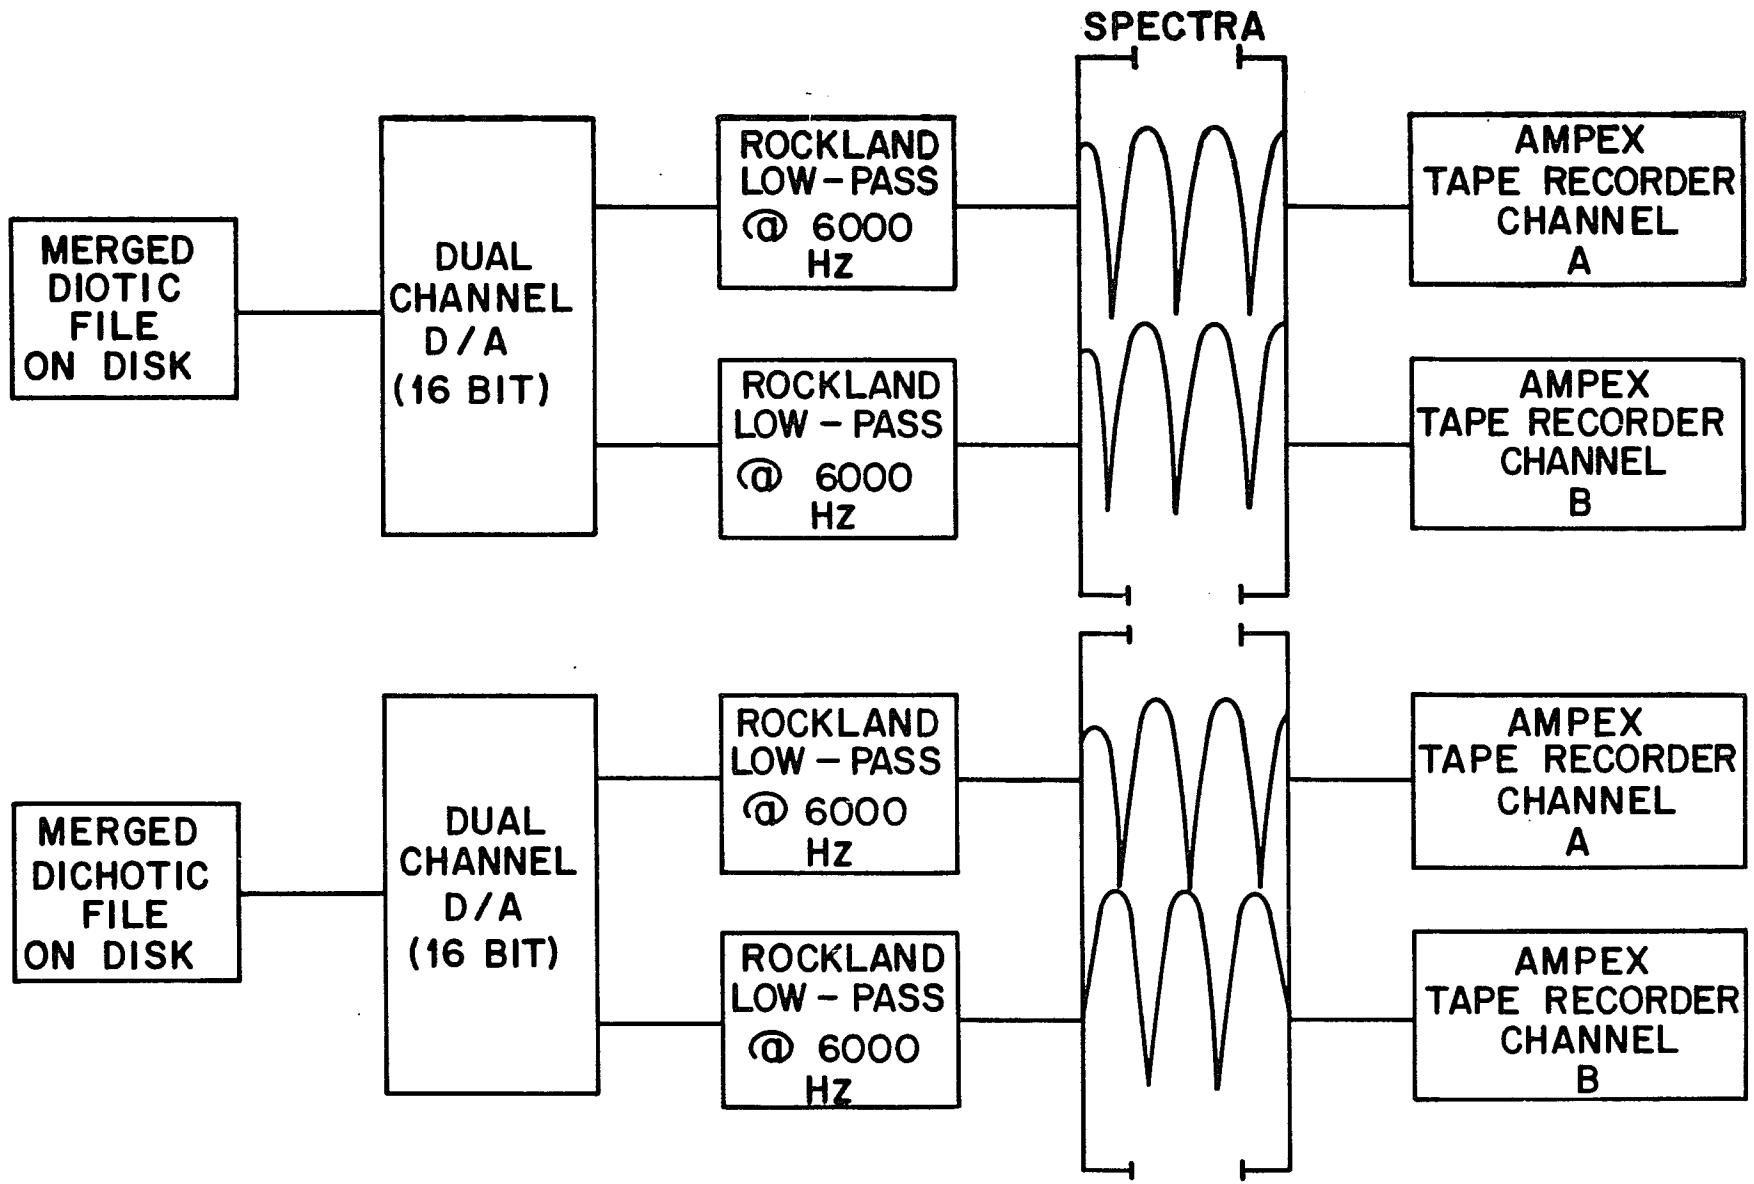 SPECTRA
MERGED
DIOTIC
FILE
ON DISK
DUAL
CHANNEL
D/A
(16 BIT)
ROCKLAND
LOW-PASS
@ 6000
Hz
ROCKLAND
LOW-PASS
@ 6000
Hz
AMPEX
TAPE RECORDER
CHANNEL
A
AMPEX
TAPE RECORDER
CHANNEL
B
MERGED
DICHOTIC
FILE
ON DISK
DUAL
CHANNEL
D/A
(16 BIT)
ROCKLAND
LOW-PASS
@ 6000
Hz
ROCKLAND
LOW-PASS
@ 6000
Hz
AMPEX
TAPE RECORDER
CHANNEL
A
AMPEX
TAPE RECORDER
CHANNEL
B